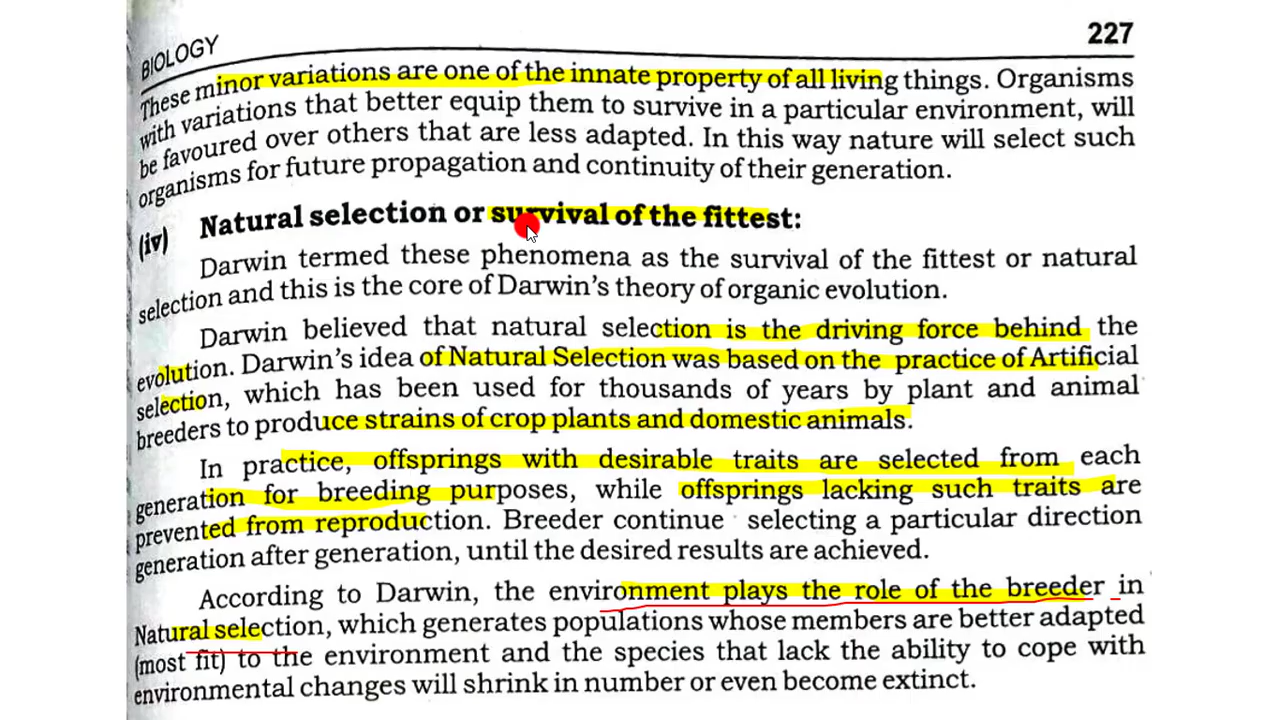 BIOLOGY
227
These minor variations are one of the innate property of all living things. Organisms
with variations that better equip them to survive in a particular environment, will
be favoured over others that are less adapted. In this way nature will select such
organisms for future propagation and continuity of their generation.
(iv) Natural selection or survival of the fittest:
Darwin termed these phenomena as the survival of the fittest or natural
selection and this is the core of Darwin's theory of organic evolution.
Darwin believed that natural selection is the driving force behind the
evolution. Darwin's idea of Natural Selection was based on the practice of Artificial
selection, which has been used for thousands of years by plant and animal
breeders to produce strains of crop plants and domestic animals.
In practice, offsprings with desirable traits are selected from each
generation for breeding purposes, while offsprings lacking such traits are
prevented from reproduction. Breeder continue selecting a particular direction
generation after generation, until the desired results are achieved.
According to Darwin, the environment plays the role of the breeder in
Natural selection, which generates populations whose members are better adapted
(most fit) to the environment and the species that lack the ability to cope with
environmental changes will shrink in number or even become extinct.